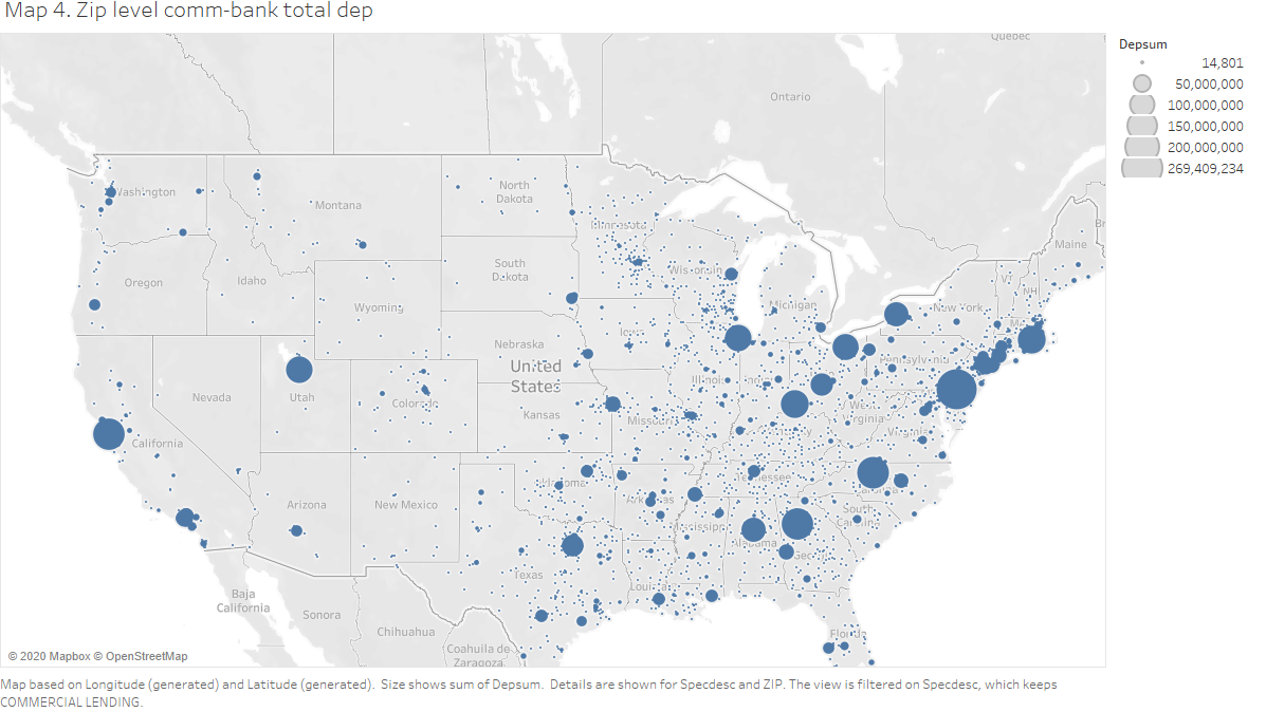 Map 4. Zip level comm-bank total dep
Quebec
Depsum
14,801
50,000,000
100,000,000
150,000,000
200,000,000
269,409,234
Ontario
Washington
Montana
North
Dakota
Minnesota
Maine
Oregon
Idaho
South
Dakota
Wisconsin
VT
NH
Wyoming
Michigan
New York
Iowa
Nebraska
United
States
Pennsylvania
Nevada
Utah
Colorado
Illinois
Kansas
Missouri
West
Virginia
Virginia
California
Oklahoma
Tennessee
Arizona
New Mexico
Arkansas
Carolina
South
Carolina
Mississippi
Alabama
Georgia
Texas
Louisiana
Baja
California
Sonora
Chihuahua
Florida
Coahuila de
Zaragoza
© 2020 Mapbox © OpenStreetMap
Map based on Longitude (generated) and Latitude (generated). Size shows sum of Depsum. Details are shown for Specdesc and ZIP. The view is filtered on Specdesc, which keeps
COMMERCIAL LENDING.